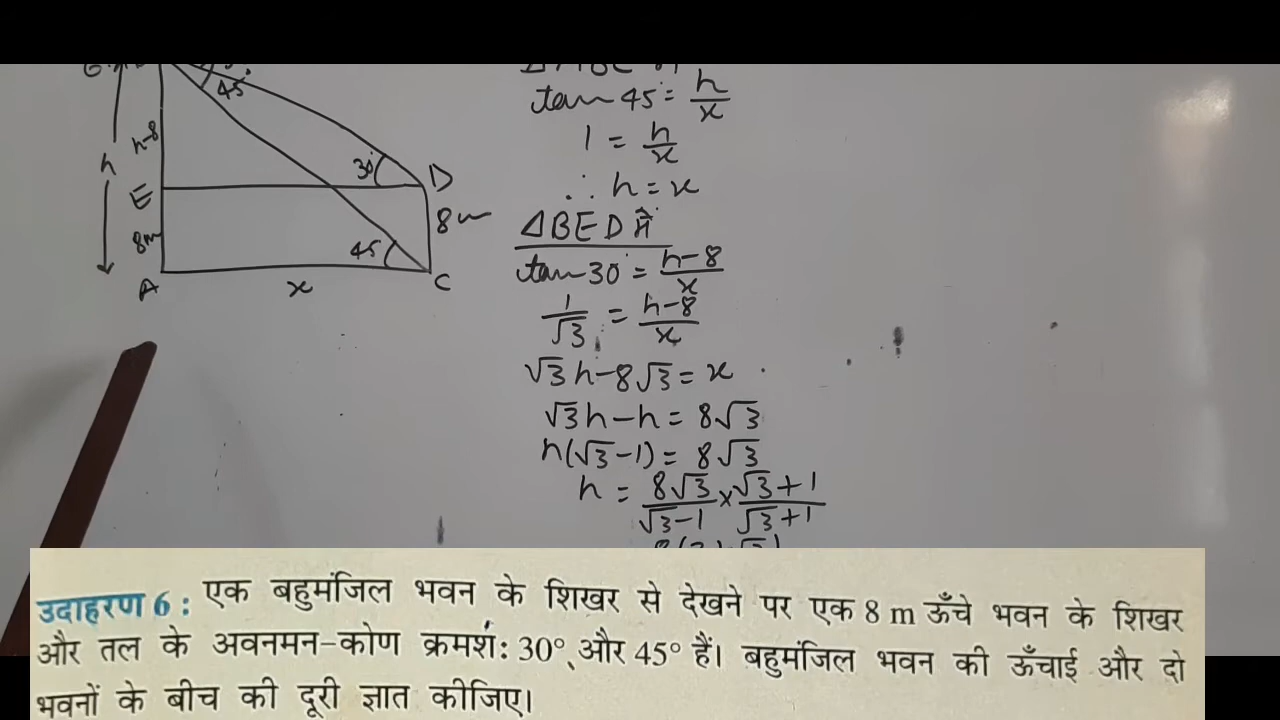 45°
h-8
h
30°
D
E
8m
8m
45
A
x
C
tan 45° = h/x
1 = h/x
∴ h = x
ΔBED में
tan 30° = h-8/x
1/√3 = h-8/x
√3h-8√3 = x
√3h-h = 8√3
h(√3-1) = 8√3
h = 8√3/√3-1 × √3+1/√3+1
उदाहरण 6 : एक बहुमंजिल भवन के शिखर से देखने पर एक 8 m ऊँचे भवन के शिखर
और तल के अवनमन-कोण क्रमशः 30° और 45° हैं। बहुमंजिल भवन की ऊँचाई और दो
भवनों के बीच की दूरी ज्ञात कीजिए।